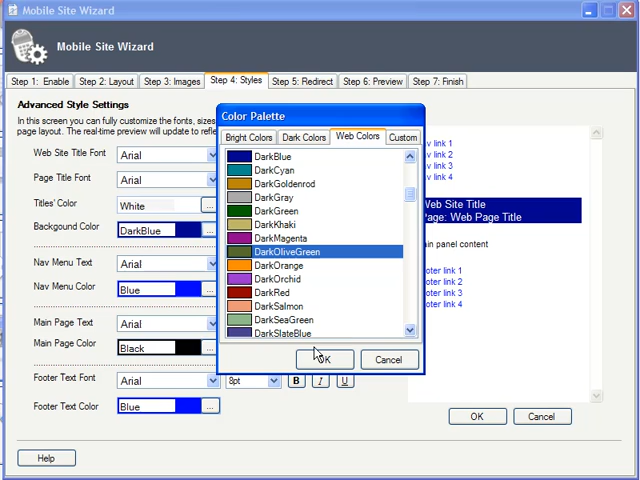 Mobile Site Wizard
Mobile Site Wizard
Step 1: Enable
Step 2: Layout
Step 3: Images
Step 4: Styles
Step 5: Redirect
Step 6: Preview
Step 7: Finish
Advanced Style Settings
In this screen you can fully customize the fonts, sizes
page layout. The real-time preview will update to refle
Web Site Title Font
Arial
Page Title Font
Arial
Titles' Color
White
...
Backgound Color
DarkBlue
...
Nav Menu Text
Arial
Nav Menu Color
Blue
...
Main Page Text
Arial
Main Page Color
Black
...
Footer Text Font
Arial
8pt
B
I
U
Footer Text Color
Blue
...
Color Palette
Bright Colors
Dark Colors
Web Colors
Custom
DarkBlue
DarkCyan
DarkGoldenrod
DarkGray
DarkGreen
DarkKhaki
DarkMagenta
DarkOliveGreen
DarkOrange
DarkOrchid
DarkRed
DarkSalmon
DarkSeaGreen
DarkSlateBlue
OK
Cancel
v link 1
v link 2
v link 3
v link 4
Web Site Title
Page: Web Page Title
ain panel content
oter link 1
oter link 2
oter link 3
oter link 4
OK
Cancel
Help